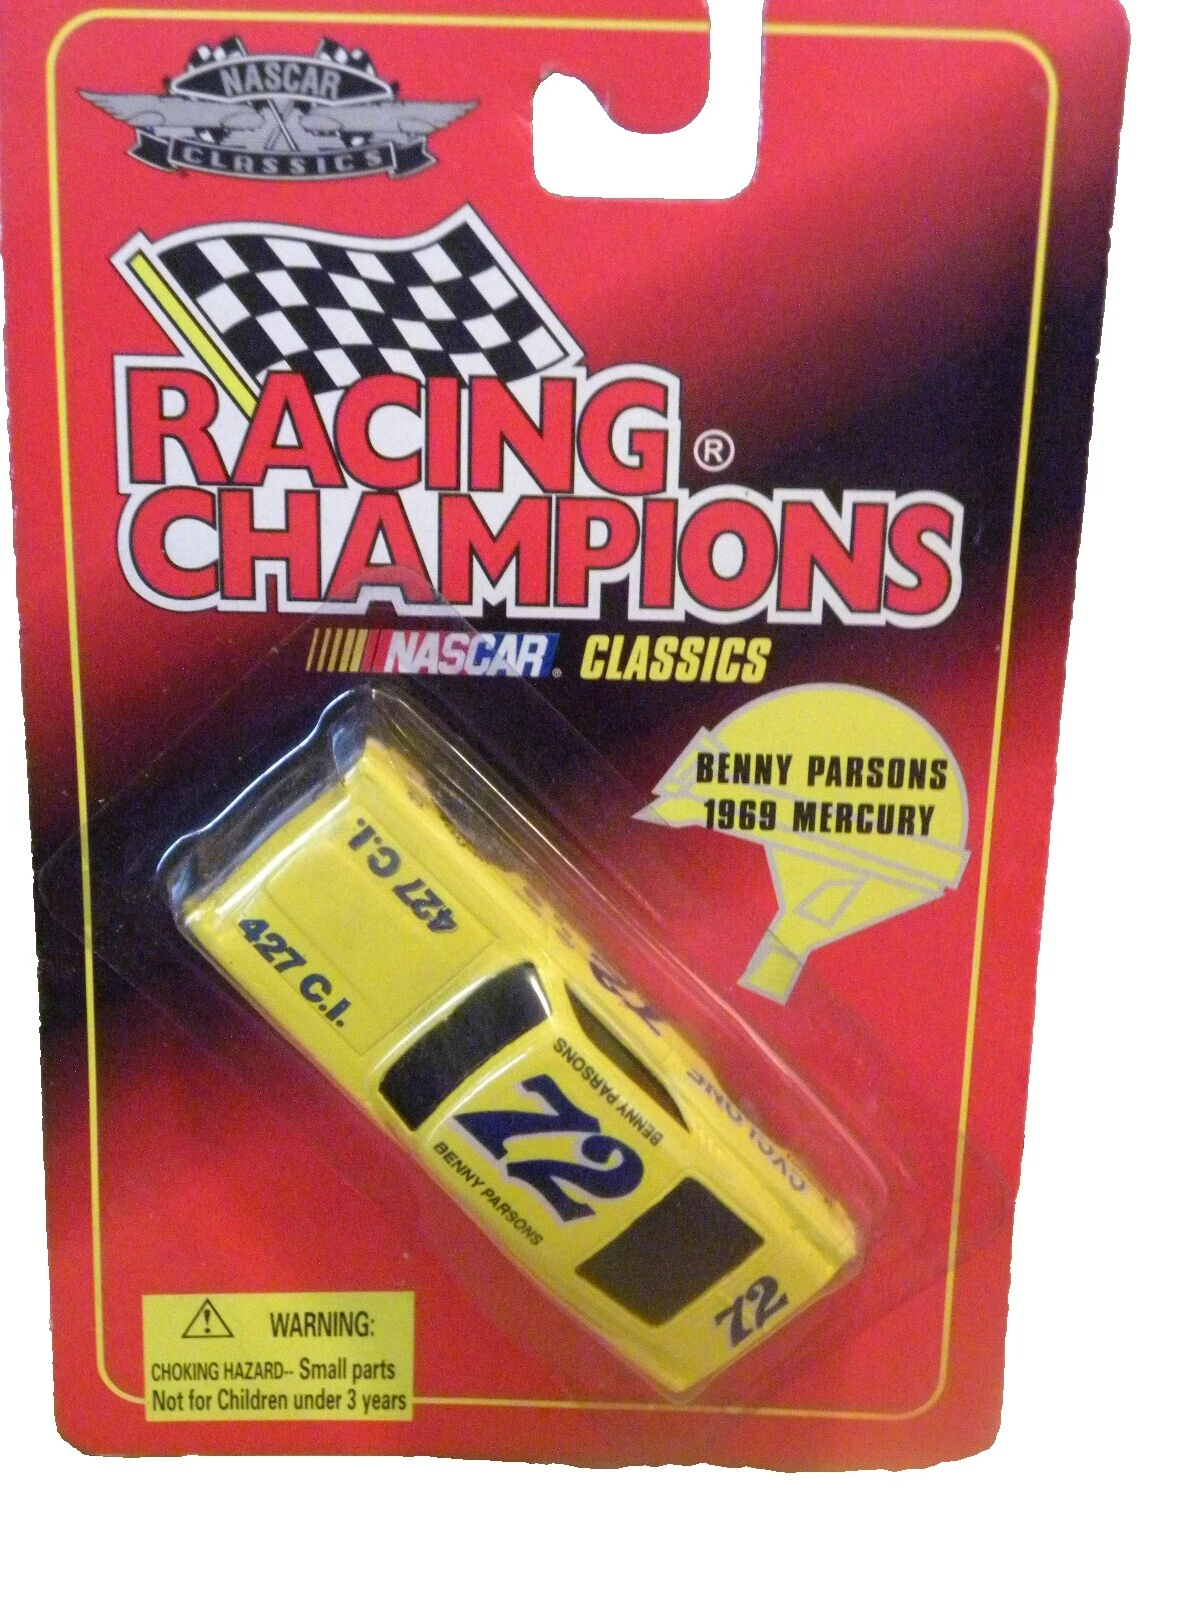 NASCAR
CLASSICS
RACING ®
CHAMPIONS
NASCAR® CLASSICS
BENNY PARSONS
1969 MERCURY
427 C.I.
427 C.I.
72
BENNY PARSONS
72
BENNY PARSONS
CYCLONE
72
WARNING:
CHOKING HAZARD-- Small parts
Not for Children under 3 years